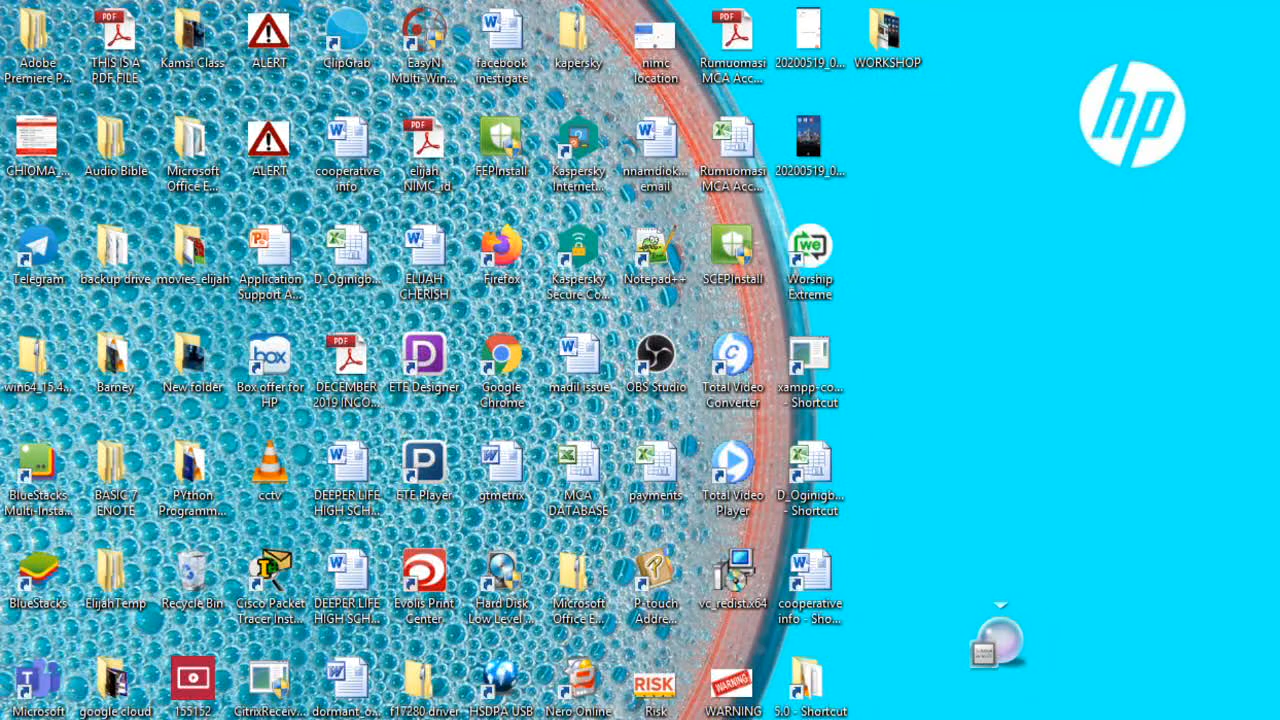 Adobe
Premiere P...
THIS IS A
PDF FILE
Kamsi Class
ALERT
ClipGrab
EasyN
Multi-Win...
facebook
inestigate
kapersky
nimc
location
Rumuomasi
MCA Acc...
20200519_0...
WORKSHOP
hp
CHIOMA_...
Audio Bible
Microsoft
Office E...
ALERT
cooperative
info
elijah
NIMC_id
FEPInstall
Kaspersky
Internet...
nnamdiok...
email
Rumuomasi
MCA Acc...
20200519_0...
Telegram
backup drive
movies_elijah
Application
Support A...
D_Oginigb...
ELIJAH
CHERISH
Firefox
Kaspersky
Secure Co...
Notepad++
SCEPInstall
we
Worship
Extreme
win64_15.4...
Barney
New folder
box
Box offer for
HP
DECEMBER
2019 INCO...
ETE Designer
Google
Chrome
madil issue
OBS Studio
Total Video
Converter
xampp-co...
- Shortcut
BlueStacks
Multi-Insta...
BASIC 7
ENOTE
PYthon
Programm...
cctv
DEEPER LIFE
HIGH SCH...
ETE Player
gtmetrix
MCA
DATABASE
payments
Total Video
Player
D_Oginigb...
- Shortcut
BlueStacks
ElijahTemp
Recycle Bin
Cisco Packet
Tracer Inst...
DEEPER LIFE
HIGH SCH...
Evolis Print
Center
Hard Disk
Low Level ...
Microsoft
Office E...
P-touch
Addre...
vc_redist.x64
cooperative
info - Sho...
Microsoft
google cloud
155152
CitrixReceiv...
dormant_o...
f17280 driver
HSDPA USB
Nero Online
RISK
Risk
WARNING
WARNING
5.0 - Shortcut